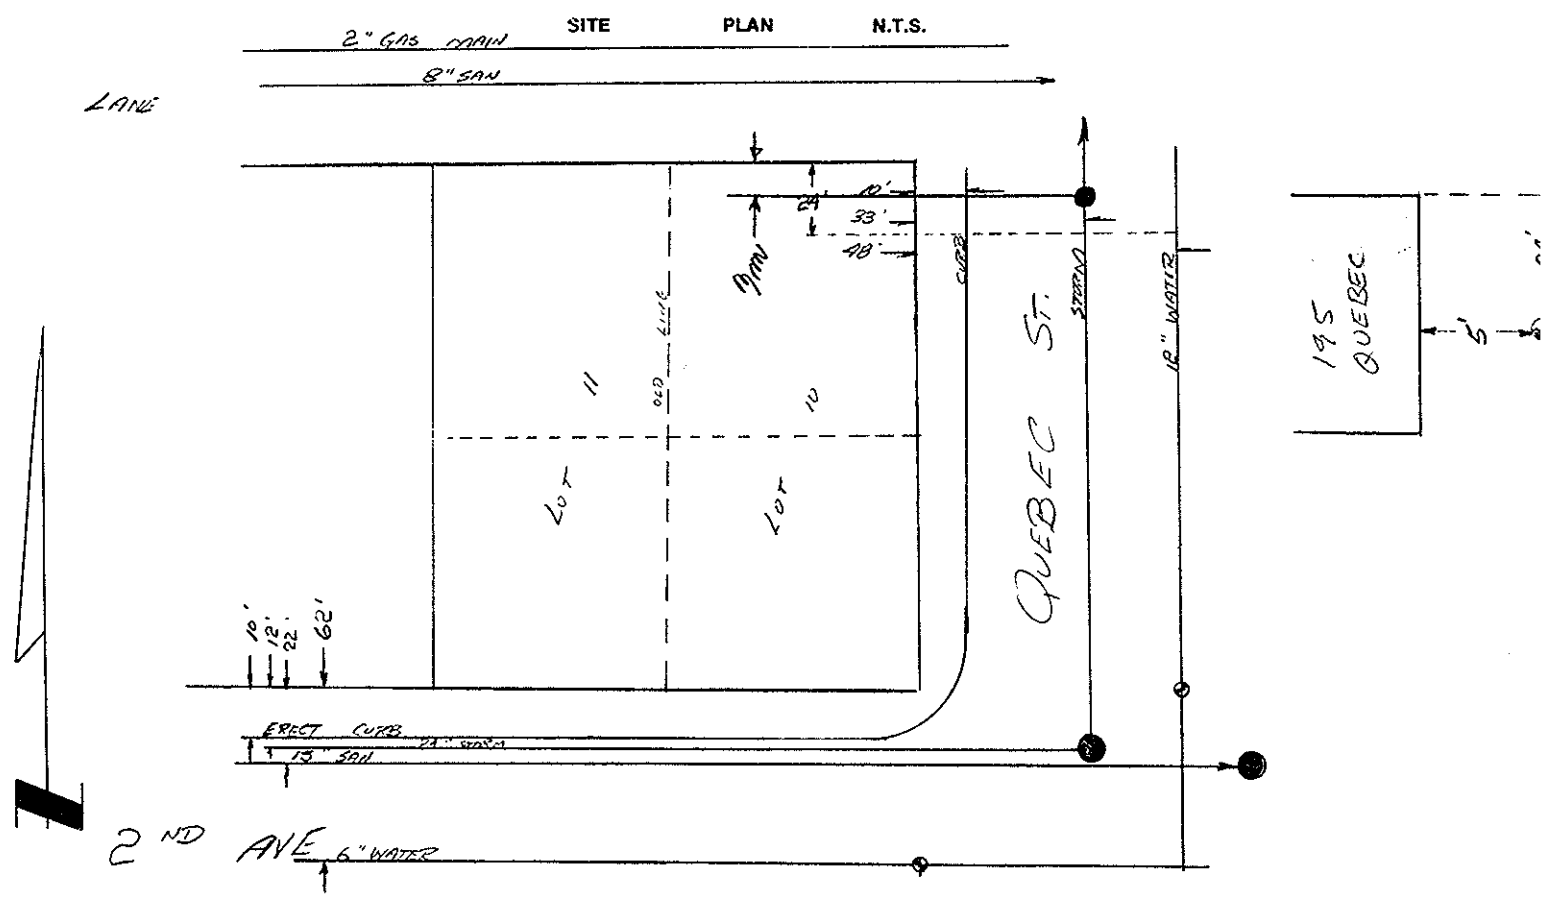 SITE PLAN N.T.S.
2" GAS MAIN
8" SAN
LANE
10'
24'
33'
48'
CURB
STORM
12" WATER
OLD LINE
11
10
LOT
LOT
QUEBEC ST.
195
QUEBEC
5'
10'
12'
22'
62'
ERECT CURB
24" STORM
15" SAN
2ND AVE
6" WATER